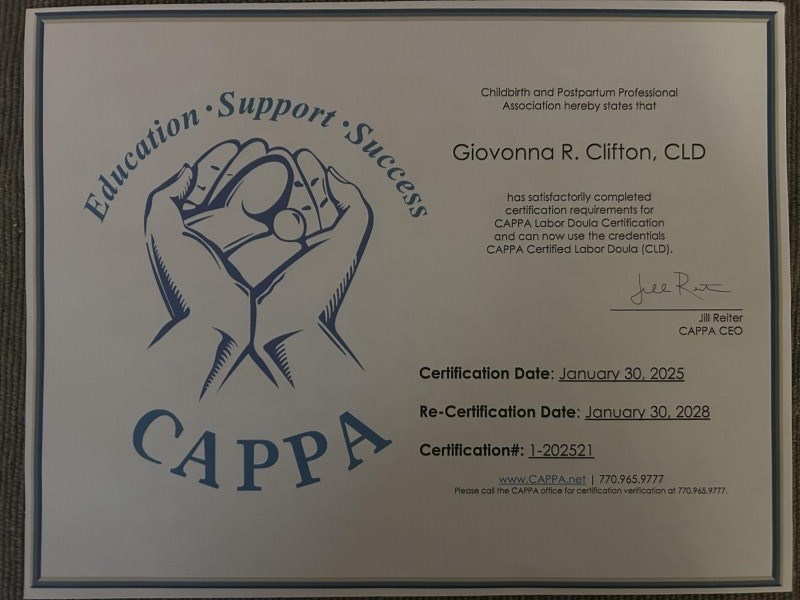 Education · Support · Success
CAPPA
Childbirth and Postpartum Professional
Association hereby states that
Giovonna R. Clifton, CLD
has satisfactorily completed
certification requirements for
CAPPA Labor Doula Certification
and can now use the credentials
CAPPA Certified Labor Doula (CLD).
Jill Reiter
CAPPA CEO
Certification Date: January 30, 2025
Re-Certification Date: January 30, 2028
Certification#: 1-202521
www.CAPPA.net | 770.965.9777
Please call the CAPPA office for certification verification at 770.965.9777.